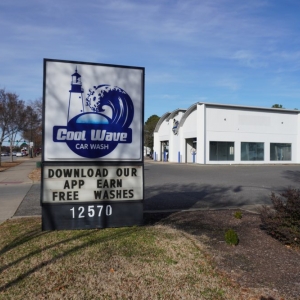 Cool Wave
CAR WASH
DOWNLOAD OUR
APP EARN
FREE WASHES
12570